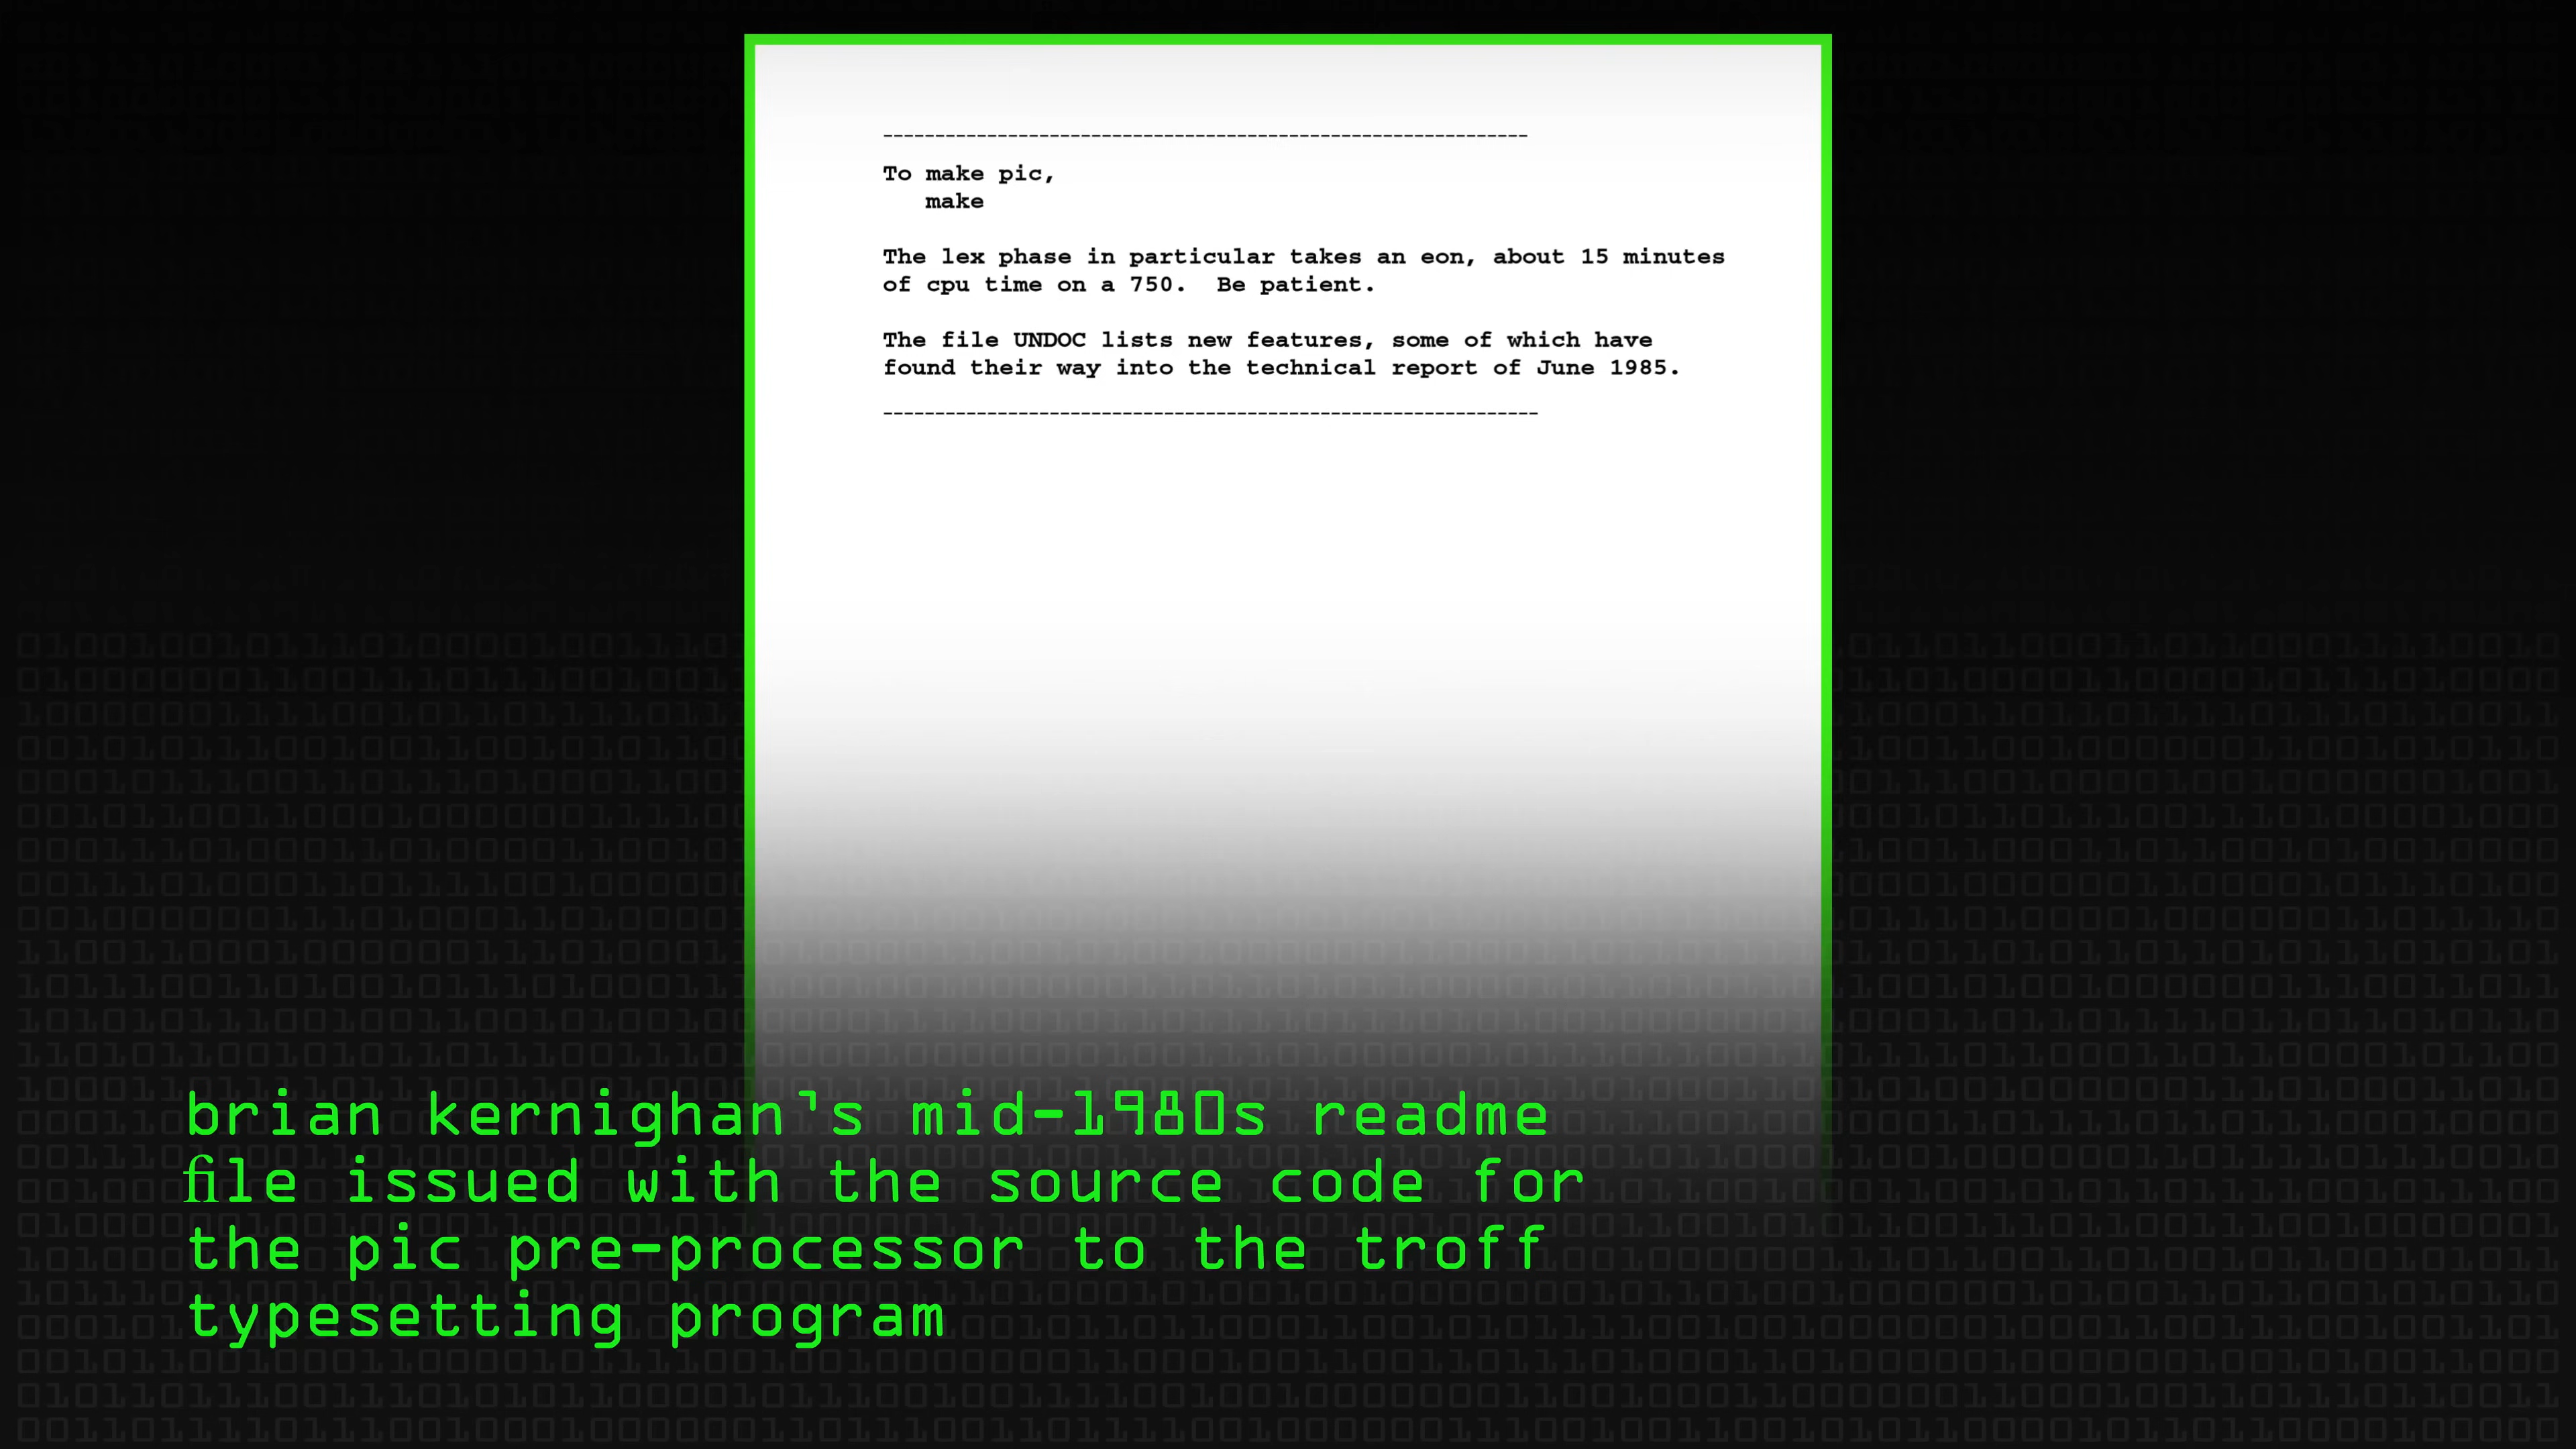 ------------------------------------------------------------
To make pic,
make
The lex phase in particular takes an eon, about 15 minutes
of cpu time on a 750.  Be patient.
The file UNDOC lists new features, some of which have
found their way into the technical report of June 1985.
-------------------------------------------------------------
brian kernighan's mid-1980s readme
file issued with the source code for
the pic pre-processor to the troff
typesetting program